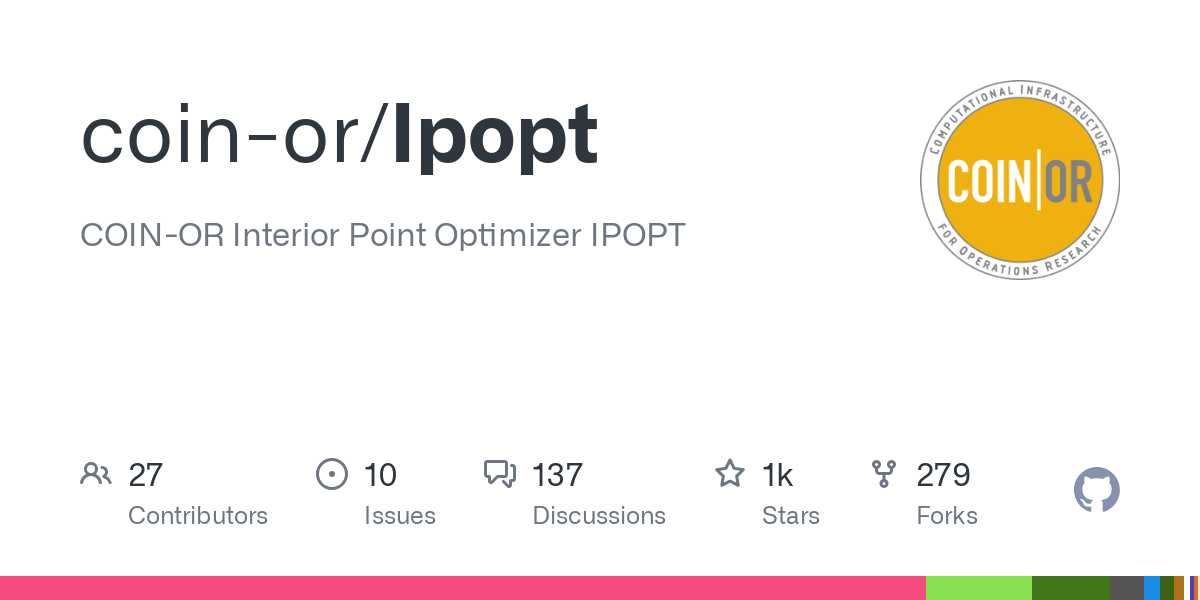 coin-or/Ipopt
COIN-OR Interior Point Optimizer IPOPT
COMPUTATIONAL INFRASTRUCTURE
COIN|OR
FOR OPERATIONS RESEARCH
27
Contributors
10
Issues
137
Discussions
1k
Stars
279
Forks